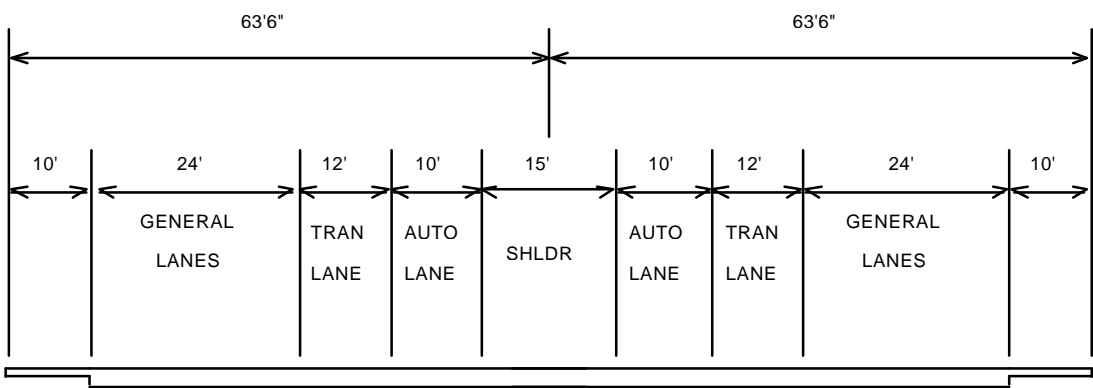 63'6" 63'6"
10' 24' 12' 10' 15' 10' 12' 24' 10'
GENERAL LANES
TRAN LANE
AUTO LANE
SHLDR
AUTO LANE
TRAN LANE
GENERAL LANES